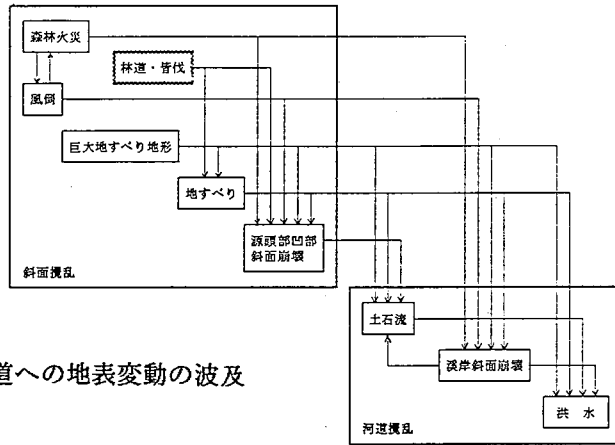 森林火災
林道・皆伐
風倒
巨大地すべり地形
地すべり
源頭部凹部
斜面崩壊
斜面攪乱
土石流
道への地表変動の波及
渓岸斜面崩壊
洪 水
河道攪乱